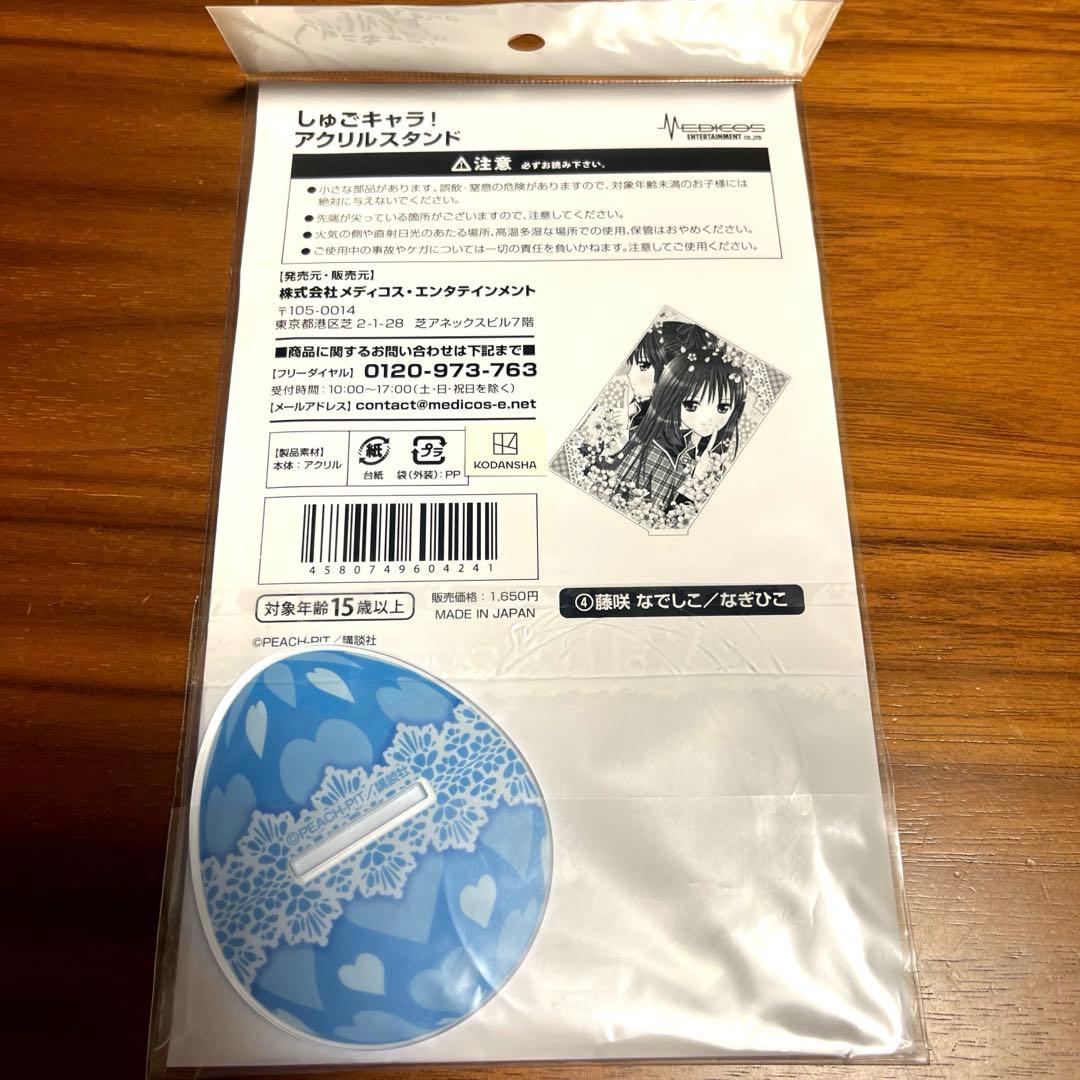 しゅごキャラ!
アクリルスタンド
MEDICOS
ENTERTAINMENT CO.,LTD
注意 必ずお読み下さい。
●小さな部品があります。誤飲・窒息の危険がありますので、対象年齢未満のお子様には
絶対に与えないでください。
●先端が尖っている箇所がございますので、注意してください。
●火気の側や直射日光のあたる場所、高温多湿な場所での使用、保管はおやめください。
●ご使用中の事故やケガについては一切の責任を負いかねます。注意してご使用ください。
【発売元・販売元】
株式会社メディコス・エンタテインメント
〒105-0014
東京都港区芝2-1-28 芝アネックスビル7階
■商品に関するお問い合わせは下記まで■
【フリーダイヤル】 0120-973-763
受付時間:10:00〜17:00(土・日・祝日を除く)
【メールアドレス】contact@medicos-e.net
【製品素材】
本体:アクリル
紙
台紙
プラ
袋(外装):PP
KODANSHA
4580749604241
対象年齢15歳以上
販売価格:1,650円
MADE IN JAPAN
④藤咲 なでしこ/なぎひこ
©PEACH-PIT/講談社
©PEACH-PIT/講談社